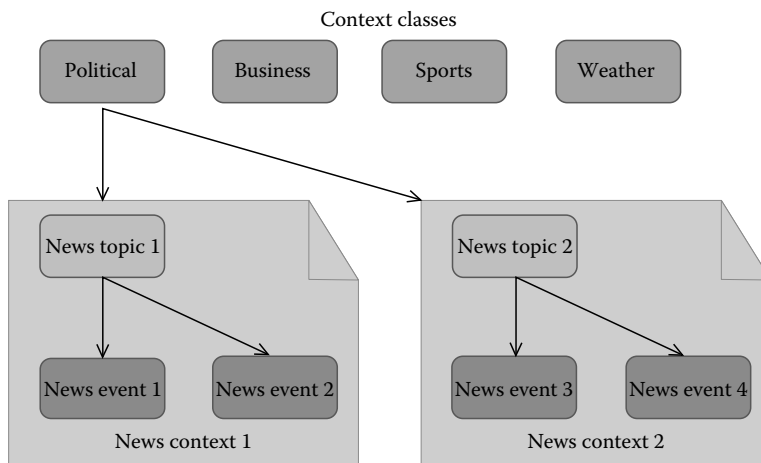 Context classes
Political
Business
Sports
Weather
News topic 1
News topic 2
News event 1
News event 2
News event 3
News event 4
News context 1
News context 2